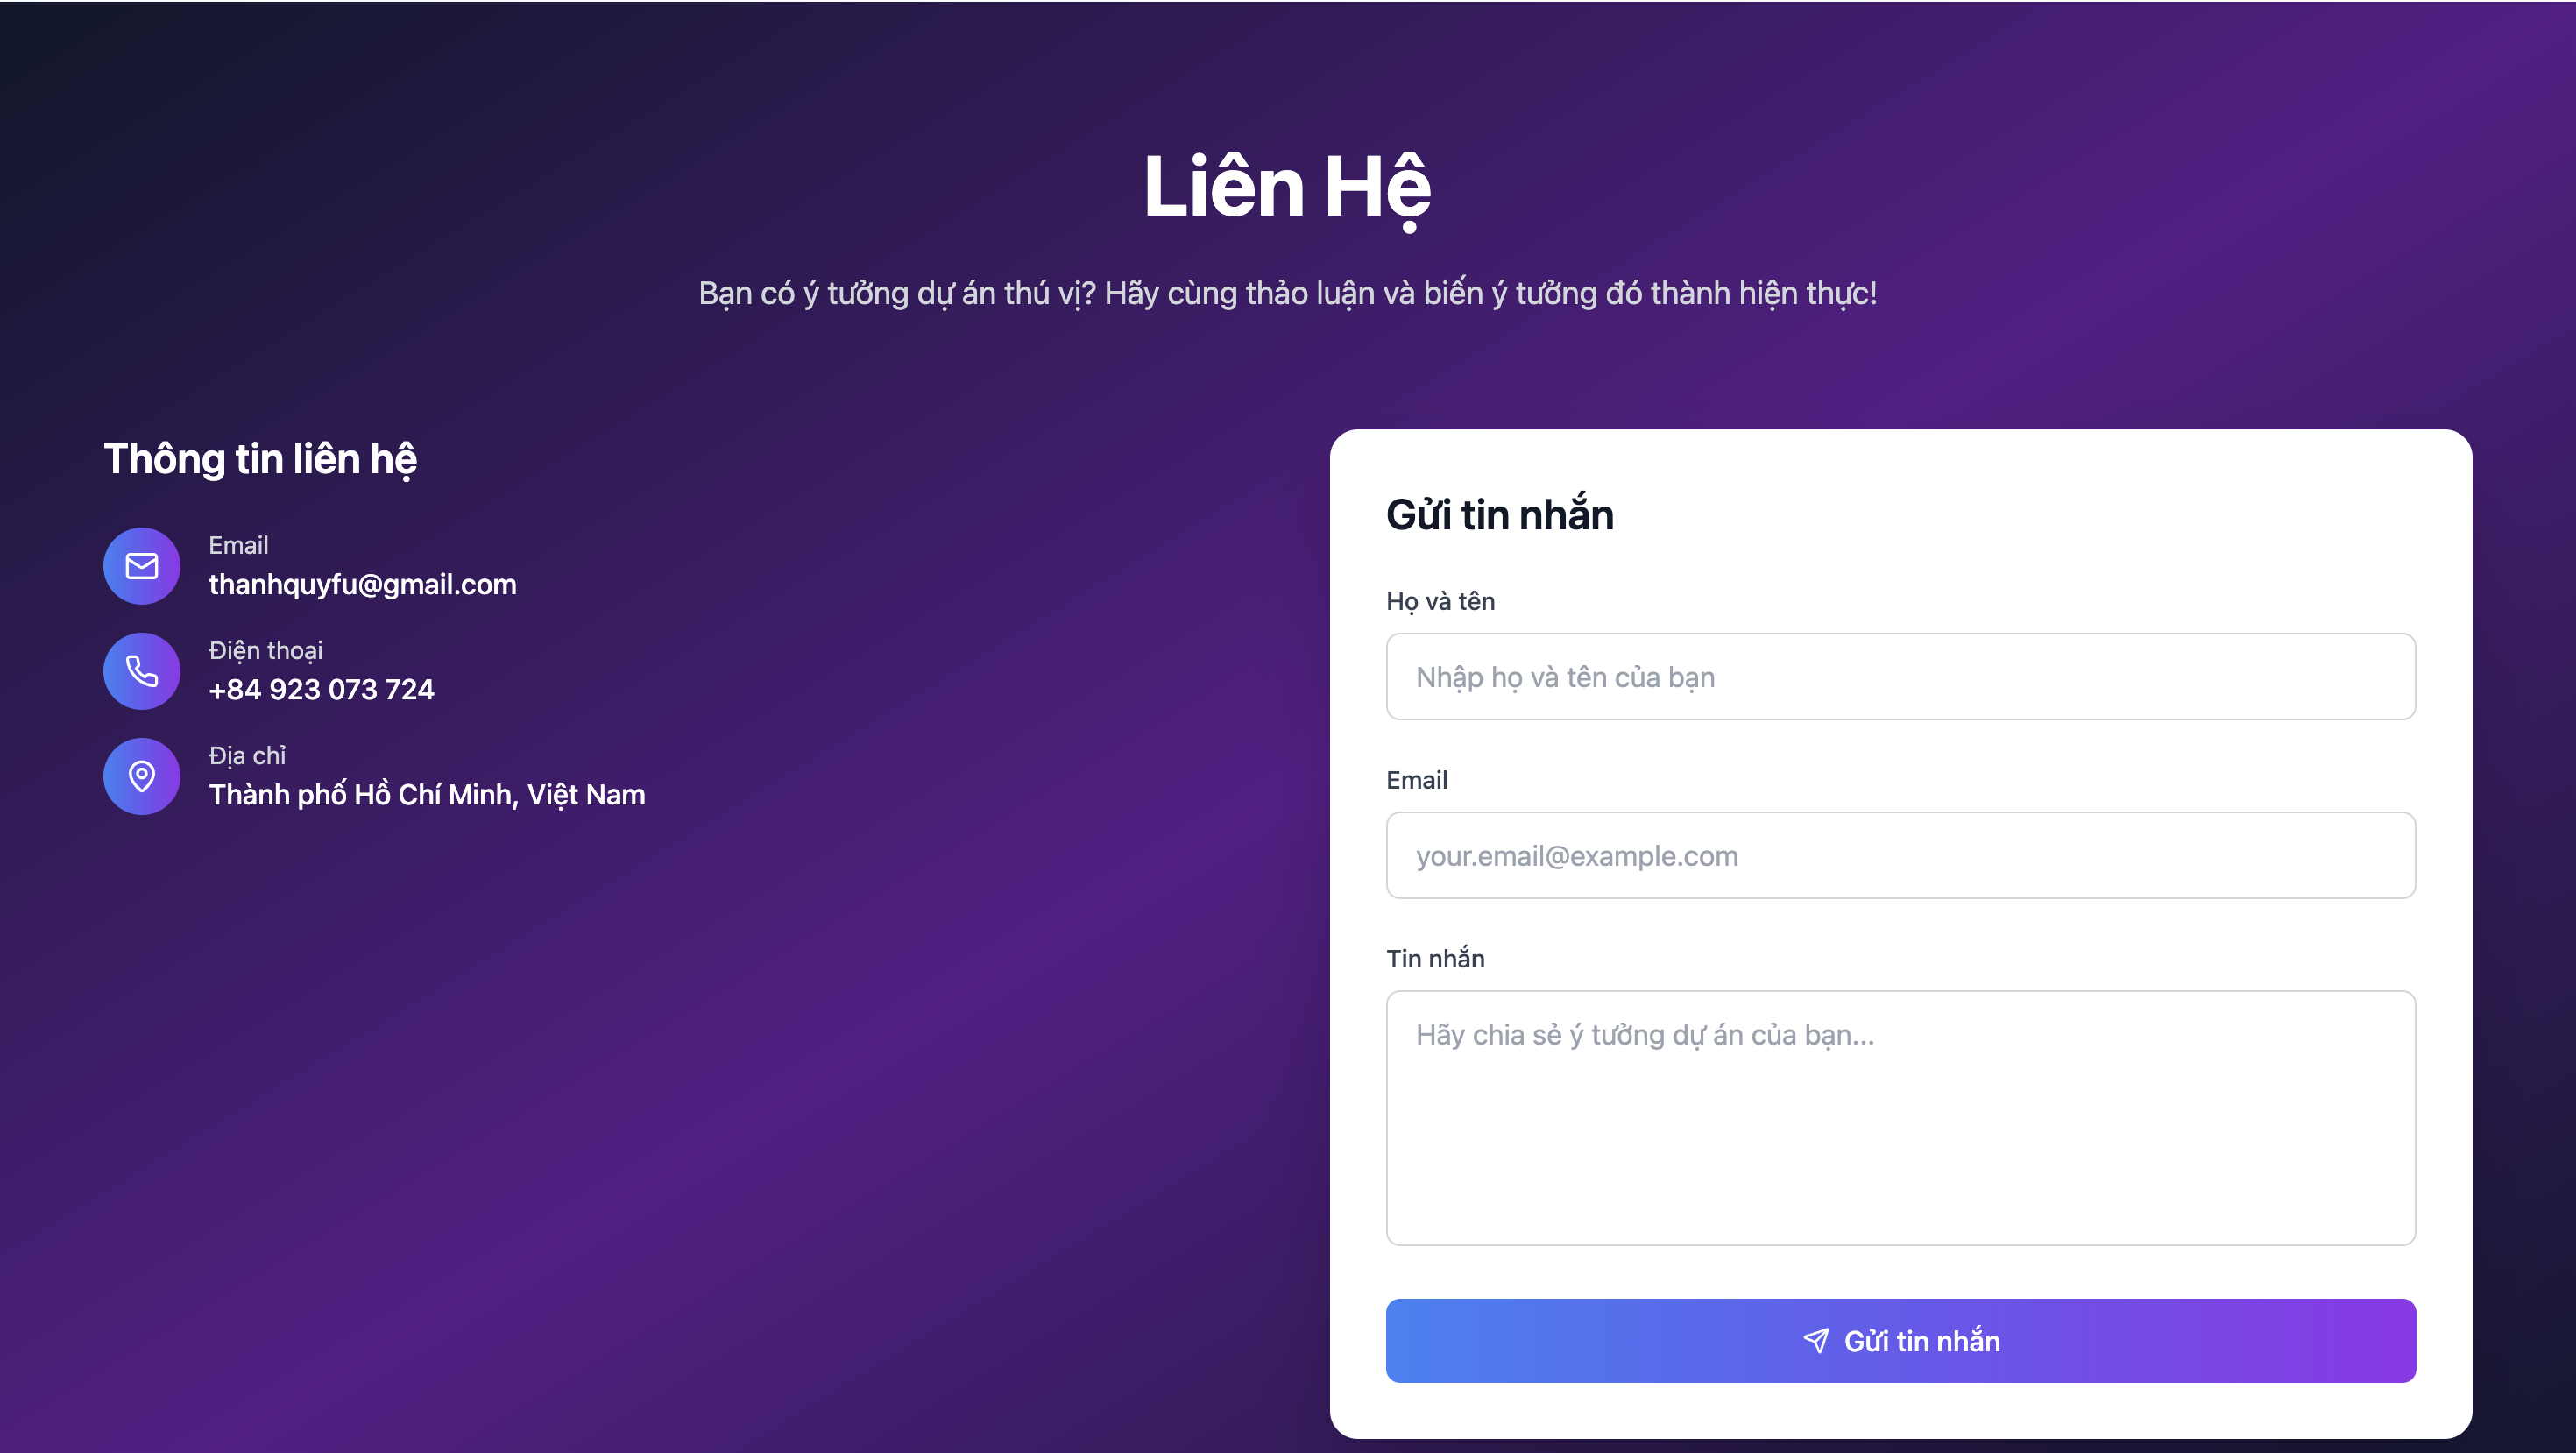 Liên Hệ
Bạn có ý tưởng dự án thú vị? Hãy cùng thảo luận và biến ý tưởng đó thành hiện thực!
Thông tin liên hệ
Email
thanhquyfu@gmail.com
Điện thoại
+84 923 073 724
Địa chỉ
Thành phố Hồ Chí Minh, Việt Nam
Gửi tin nhắn
Họ và tên
Nhập họ và tên của bạn
Email
your.email@example.com
Tin nhắn
Hãy chia sẻ ý tưởng dự án của bạn...
Gửi tin nhắn